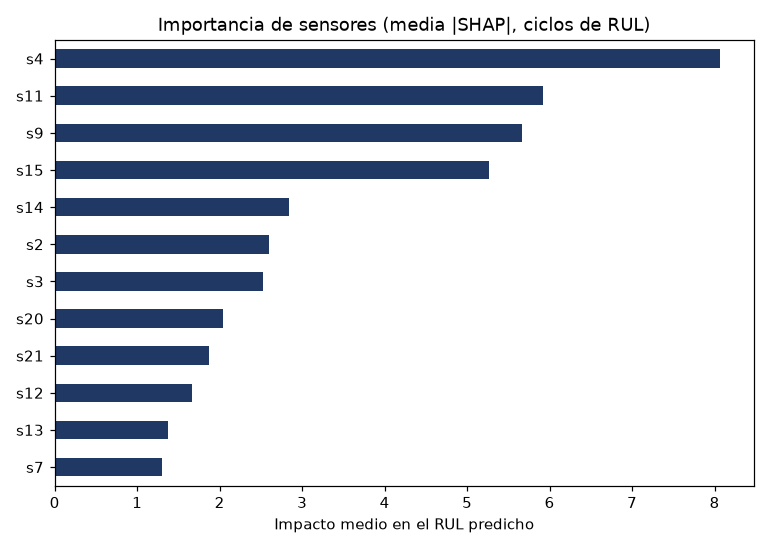 Importancia de sensores (media |SHAP|, ciclos de RUL)
s4
s11
s9
s15
s14
s2
s3
s20
s21
s12
s13
s7
0 1 2 3 4 5 6 7 8
Impacto medio en el RUL predicho